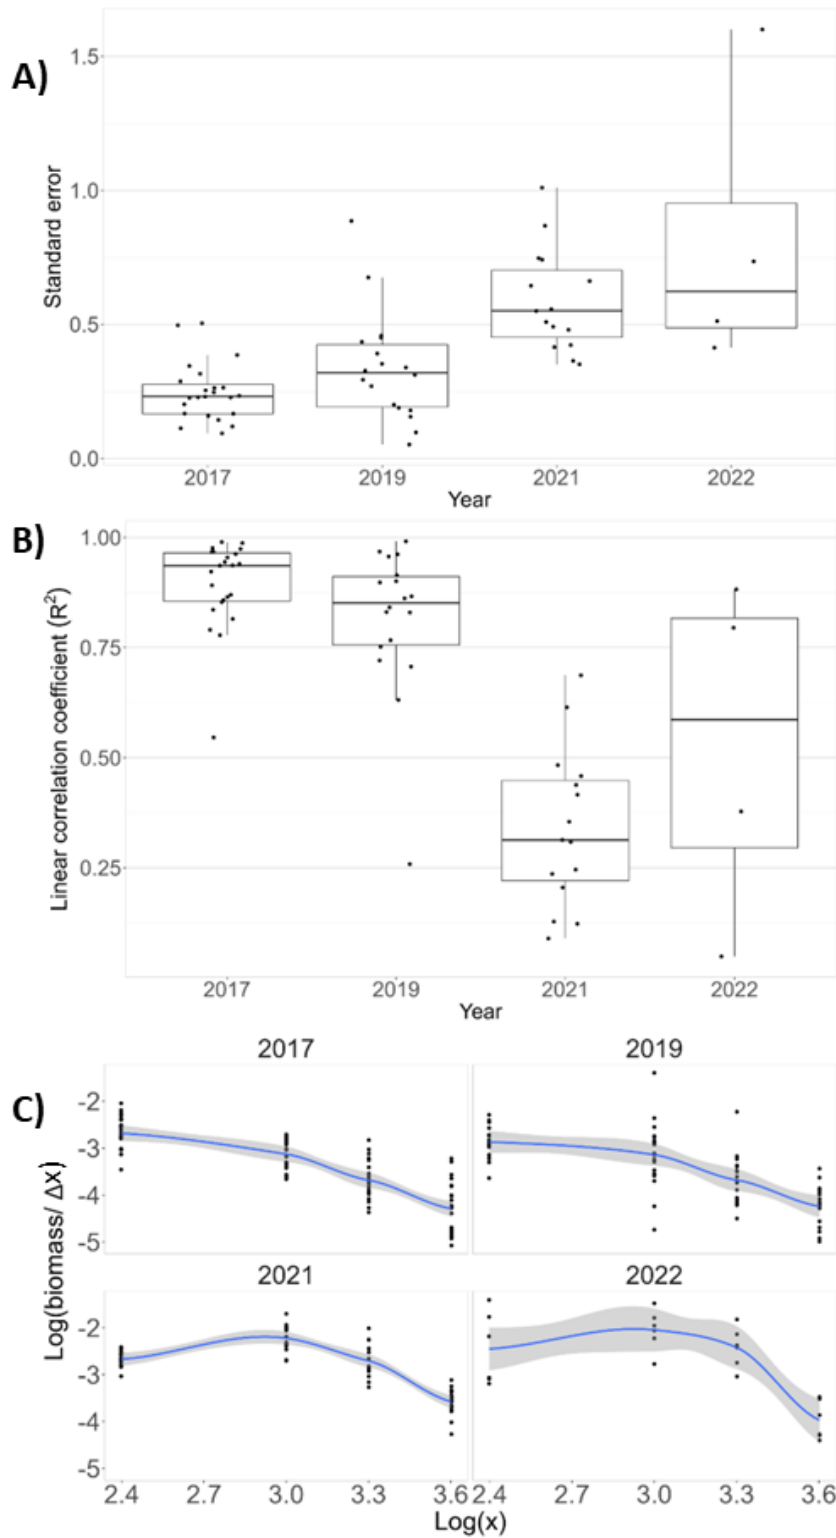 A)
Standard error
1.5
1.0
0.5
0.0
2017 2019 2021 2022
Year
B)
Linear correlation coefficient (R²)
1.00
0.75
0.50
0.25
2017 2019 2021 2022
Year
C)
Log(biomass/ Δx)
2017 2019
-2
-3
-4
-5
2021 2022
-2
-3
-4
-5
2.4 2.7 3.0 3.3 3.6 2.4 2.7 3.0 3.3 3.6
Log(x)